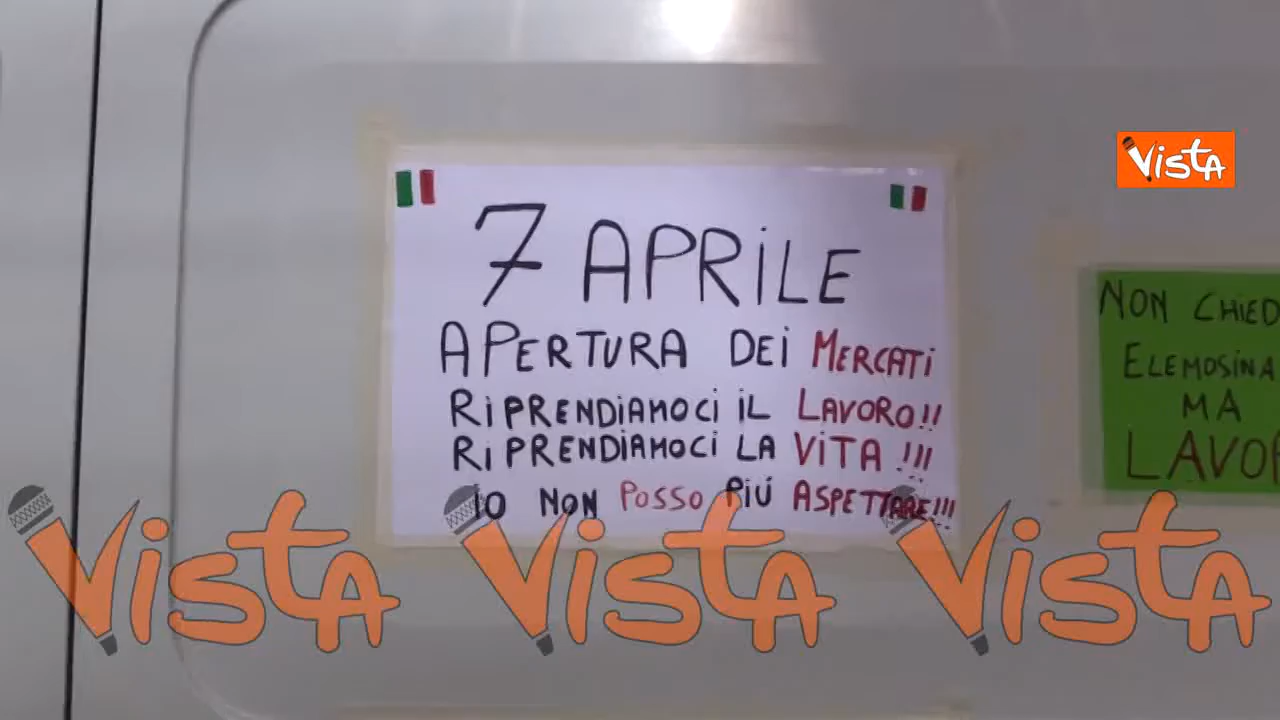 7 APRILE
APERTURA DEI MERCATI
RIPRENDIAMOCI IL LAVORO!!
RIPRENDIAMOCI LA VITA !!!
IO NON POSSO PIÚ ASPETTARE!!!
NON CHIED
ELEMOSINA
MA
LAVOR
VISTA
VISTA VISTA VISTA